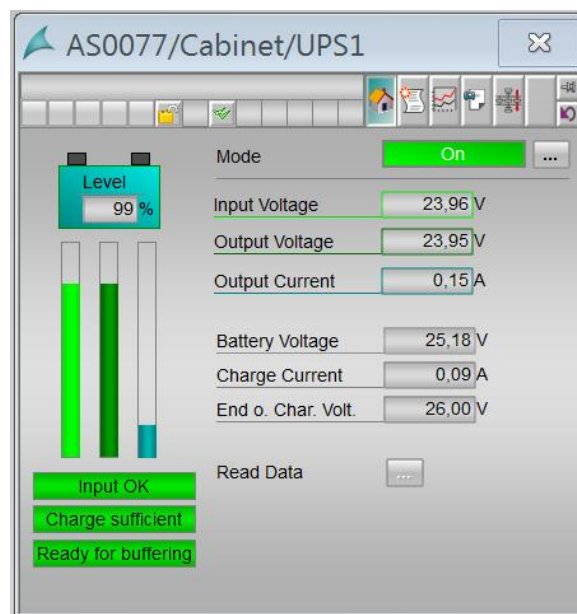 AS0077/Cabinet/UPS1
Mode On ...
Level
99 %
Input Voltage 23,96 V
Output Voltage 23,95 V
Output Current 0,15 A
Battery Voltage 25,18 V
Charge Current 0,09 A
End o. Char. Volt. 26,00 V
Read Data ...
Input OK
Charge sufficient
Ready for buffering